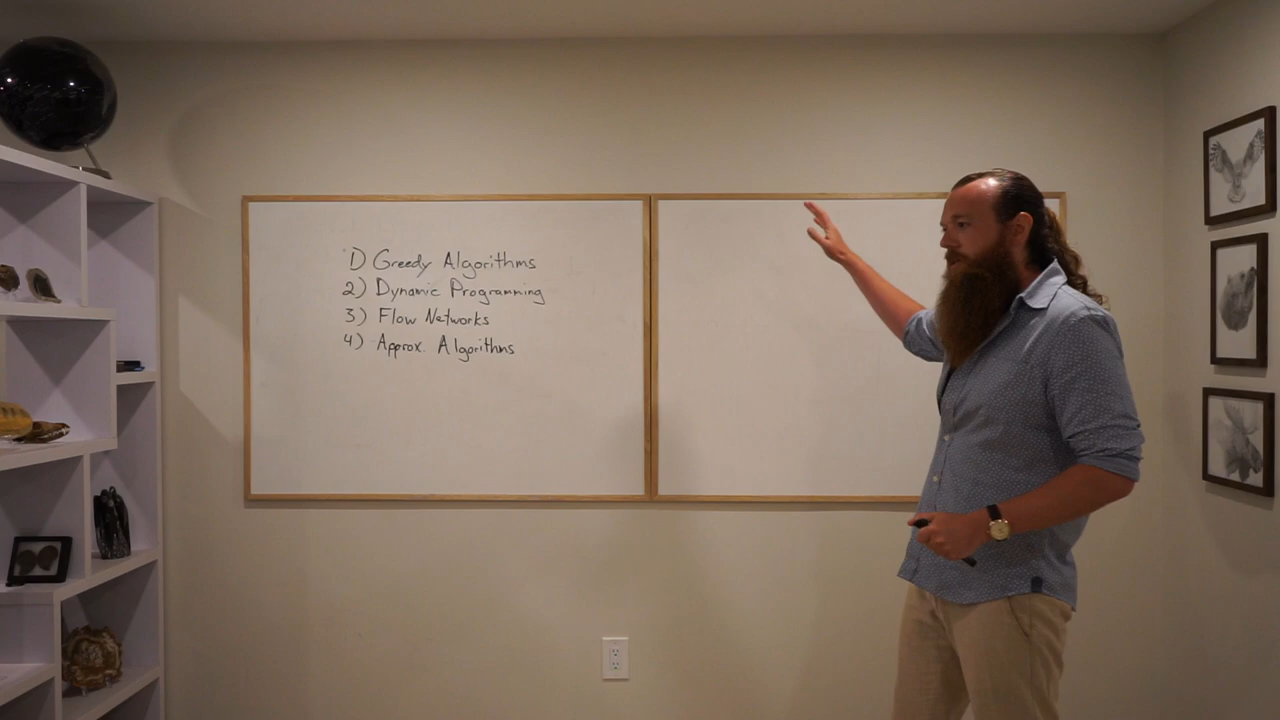 1) Greedy Algorithms
2) Dynamic Programming
3) Flow Networks
4) Approx. Algorithms